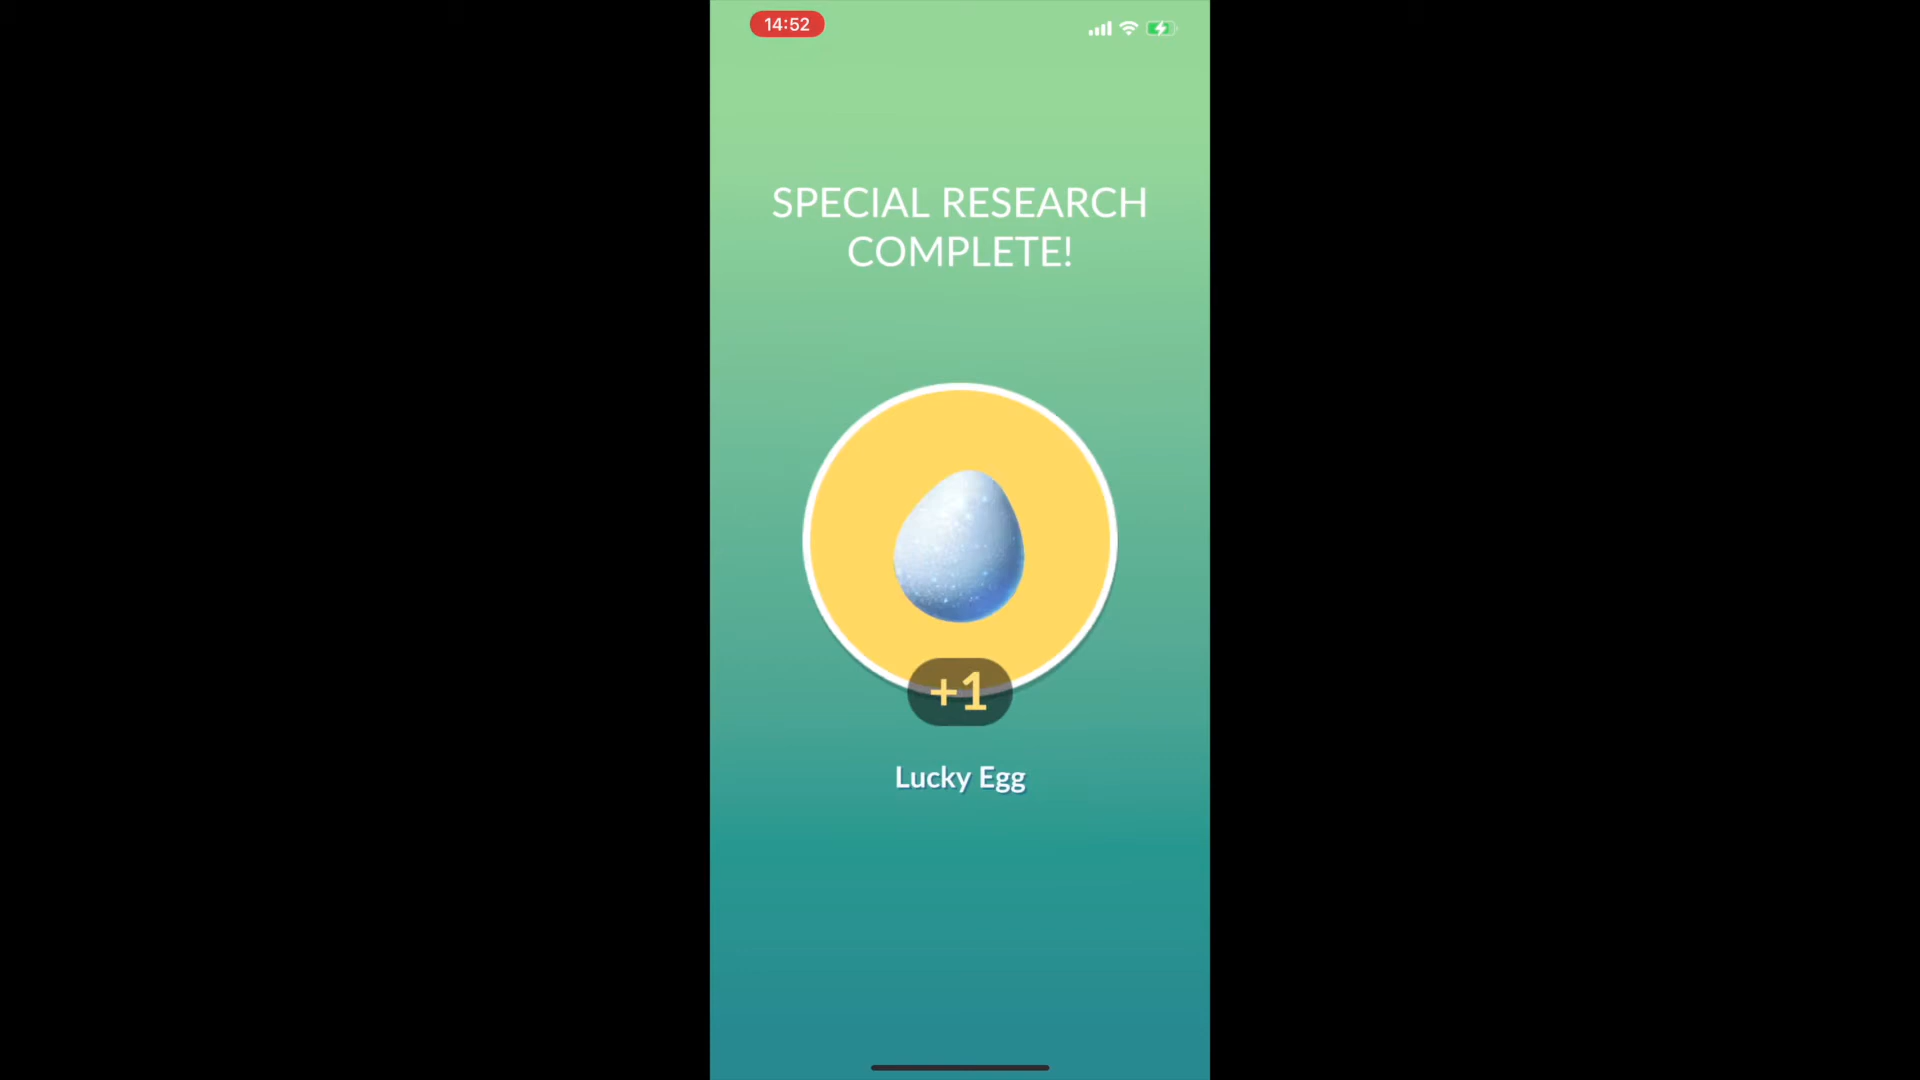 14:52
SPECIAL RESEARCH
COMPLETE!
+1
Lucky Egg